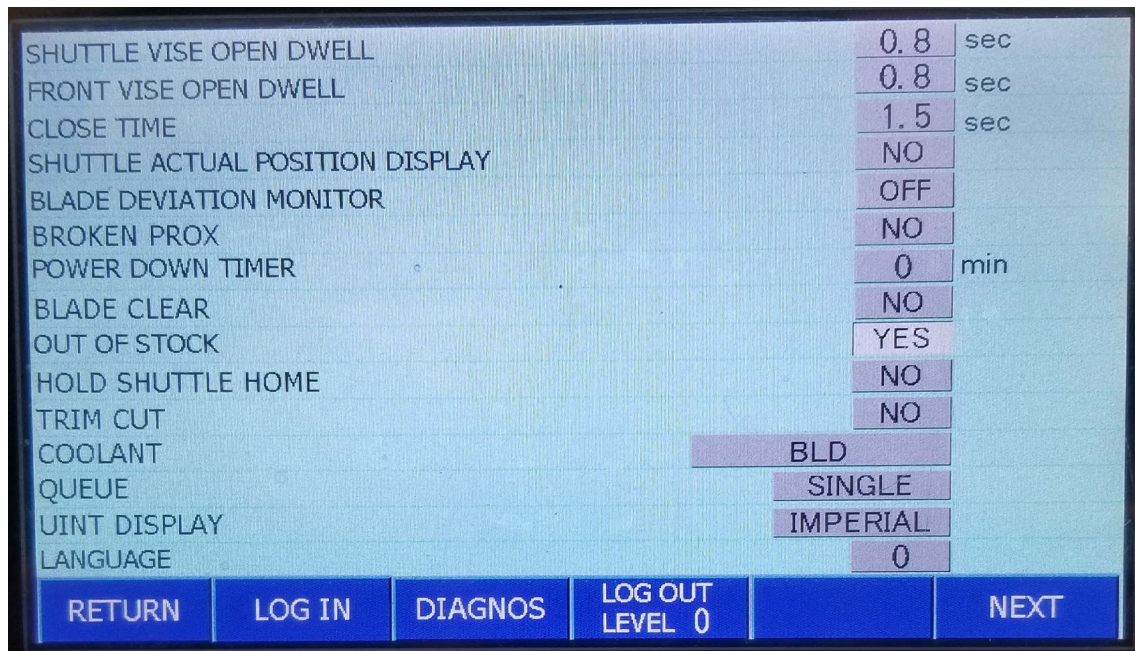 SHUTTLE VISE OPEN DWELL 0.8 sec
FRONT VISE OPEN DWELL 0.8 sec
CLOSE TIME 1.5 sec
SHUTTLE ACTUAL POSITION DISPLAY NO
BLADE DEVIATION MONITOR OFF
BROKEN PROX NO
POWER DOWN TIMER 0 min
BLADE CLEAR NO
OUT OF STOCK YES
HOLD SHUTTLE HOME NO
TRIM CUT NO
COOLANT BLD
QUEUE SINGLE
UINT DISPLAY IMPERIAL
LANGUAGE 0
RETURN LOG IN DIAGNOS LOG OUT NEXT
LEVEL 0